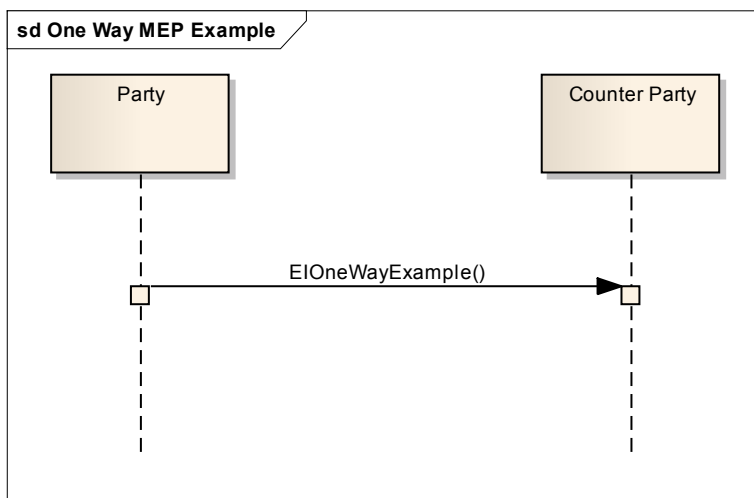 sd One Way MEP Example
Party
Counter Party
EIOneWayExample()